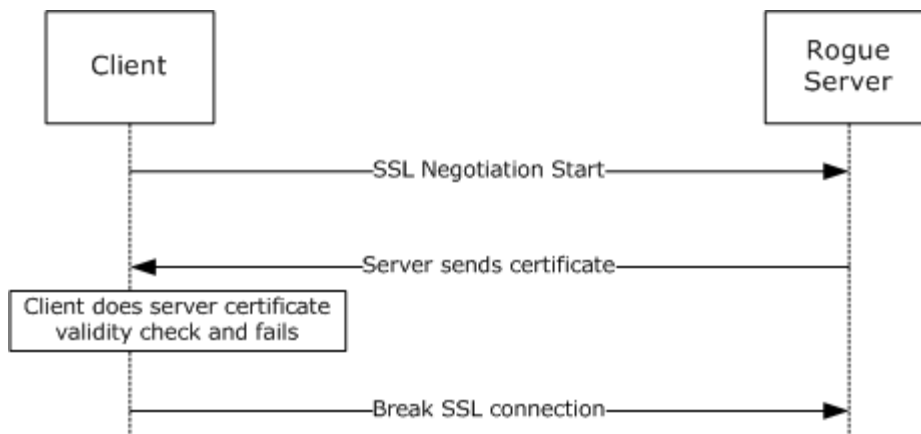 Client
Rogue
Server
SSL Negotiation Start
Server sends certificate
Client does server certificate
validity check and fails
Break SSL connection